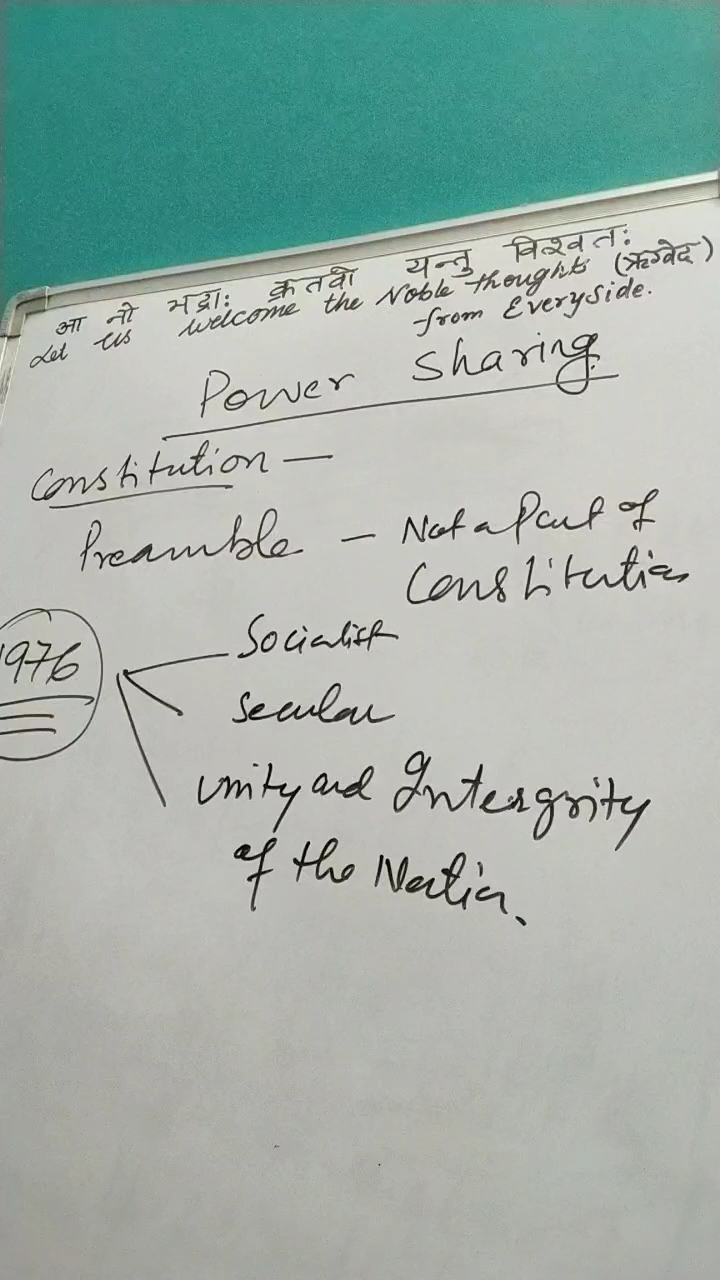 आ नो भद्राः क्रतवो यन्तु विश्वतः (ऋग्वेद)
Let us welcome the Noble thoughts
from Everyside.
Power Sharing
Constitution —
Preamble — Not a Part of
Constitution
1976
Socialist
Secular
Unity and Intergrity
of the Nation.